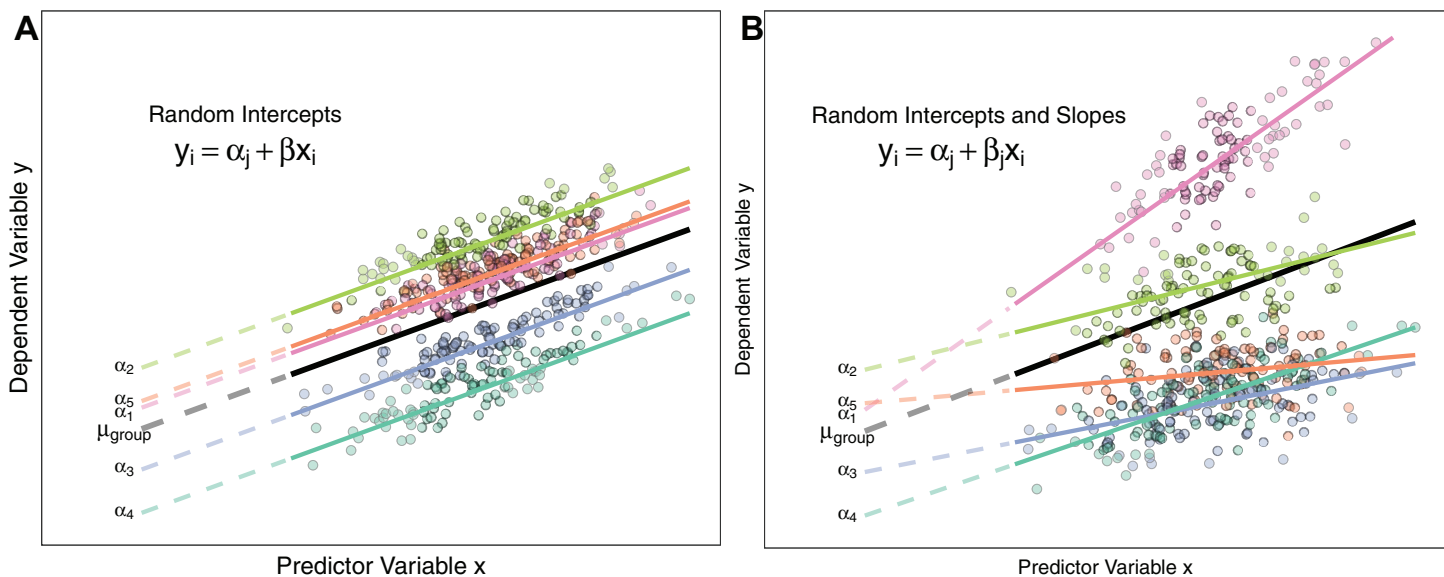 A
Random Intercepts
yᵢ = αⱼ + βxᵢ
α₂
α₅
α₁
μgroup
α₃
α₄
Dependent Variable y
Predictor Variable x
B
Random Intercepts and Slopes
yᵢ = αⱼ + βⱼxᵢ
α₂
α₅
α₁
μgroup
α₃
α₄
Dependent Variable y
Predictor Variable x